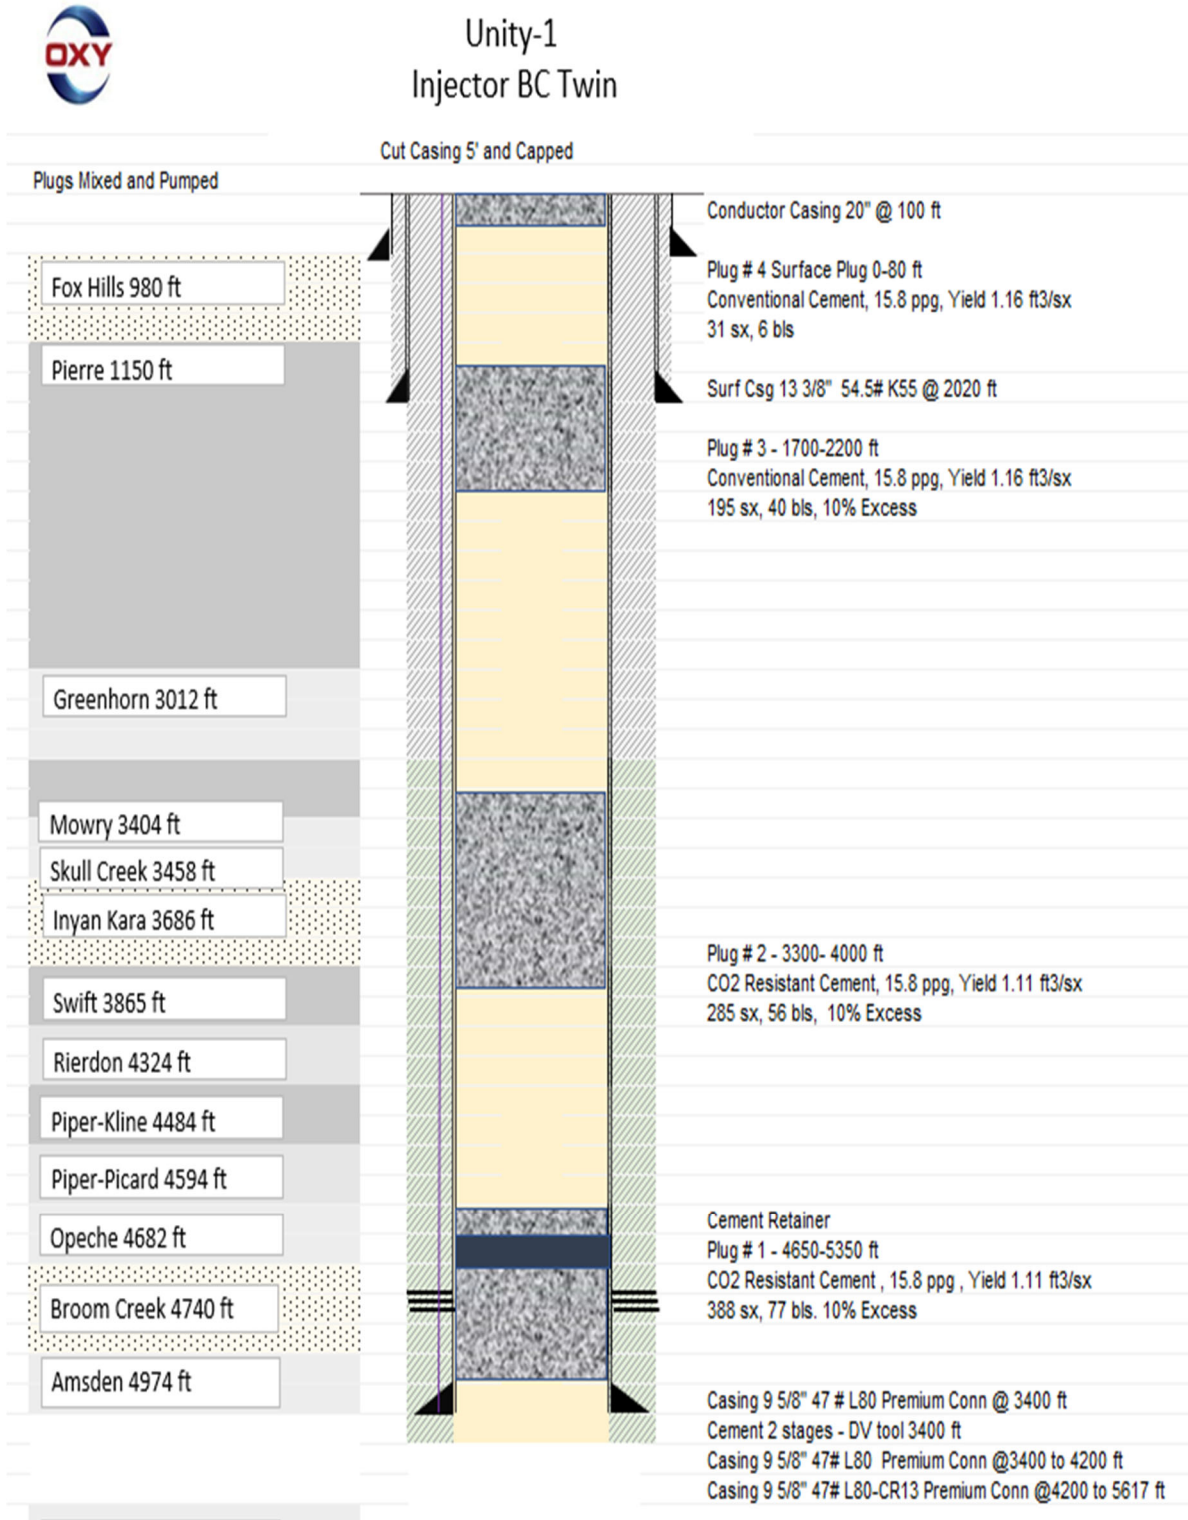 OXY
Unity-1
Injector BC Twin
Cut Casing 5' and Capped
Plugs Mixed and Pumped
Conductor Casing 20" @ 100 ft
Fox Hills 980 ft
Plug # 4 Surface Plug 0-80 ft
Conventional Cement, 15.8 ppg, Yield 1.16 ft3/sx
31 sx, 6 bls
Pierre 1150 ft
Surf Csg 13 3/8" 54.5# K55 @ 2020 ft
Plug # 3 - 1700-2200 ft
Conventional Cement, 15.8 ppg, Yield 1.16 ft3/sx
195 sx, 40 bls, 10% Excess
Greenhorn 3012 ft
Mowry 3404 ft
Skull Creek 3458 ft
Inyan Kara 3686 ft
Plug # 2 - 3300- 4000 ft
CO2 Resistant Cement, 15.8 ppg, Yield 1.11 ft3/sx
285 sx, 56 bls, 10% Excess
Swift 3865 ft
Rierdon 4324 ft
Piper-Kline 4484 ft
Piper-Picard 4594 ft
Opeche 4682 ft
Cement Retainer
Plug # 1 - 4650-5350 ft
CO2 Resistant Cement , 15.8 ppg , Yield 1.11 ft3/sx
388 sx, 77 bls. 10% Excess
Broom Creek 4740 ft
Amsden 4974 ft
Casing 9 5/8" 47 # L80 Premium Conn @ 3400 ft
Cement 2 stages - DV tool 3400 ft
Casing 9 5/8" 47# L80 Premium Conn @3400 to 4200 ft
Casing 9 5/8" 47# L80-CR13 Premium Conn @4200 to 5617 ft